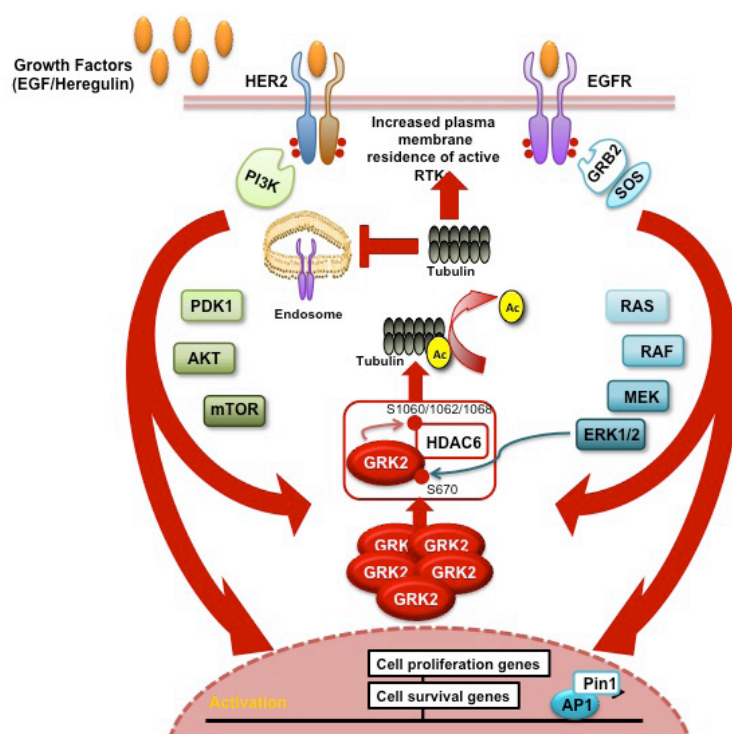 Growth Factors
(EGF/Heregulin)
HER2
EGFR
Increased plasma
membrane
residence of active
RTK
PI3K
GRB2
SOS
Tubulin
Endosome
PDK1
AKT
mTOR
Ac
Tubulin
Ac
RAS
RAF
MEK
ERK1/2
S1060/1062/1068
HDAC6
GRK2
S670
GRK2
GRK2
GRK2
GRK2
GRK2
Cell proliferation genes
Cell survival genes
Activation
Pin1
AP1